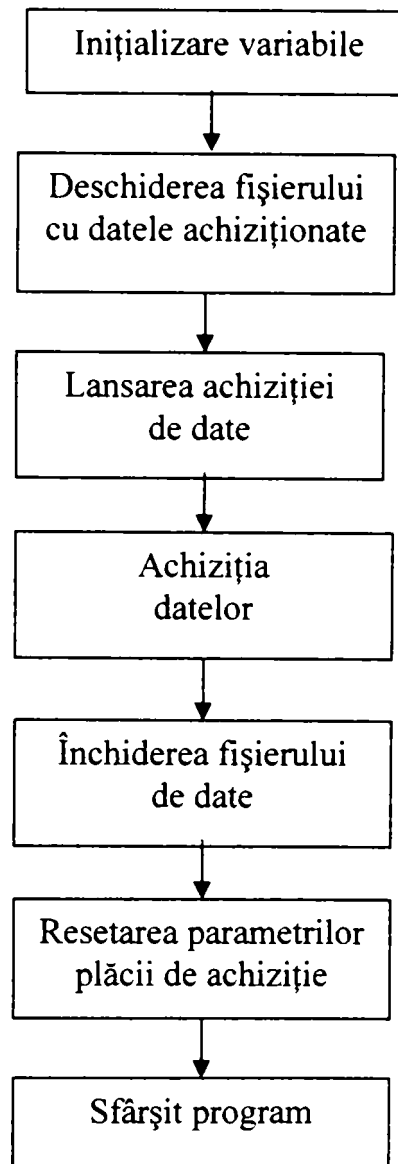 Iniţializare variabile
Deschiderea fişierului
cu datele achiziţionate
Lansarea achiziţiei
de date
Achiziţia
datelor
Închiderea fişierului
de date
Resetarea parametrilor
plăcii de achiziţie
Sfârşit program